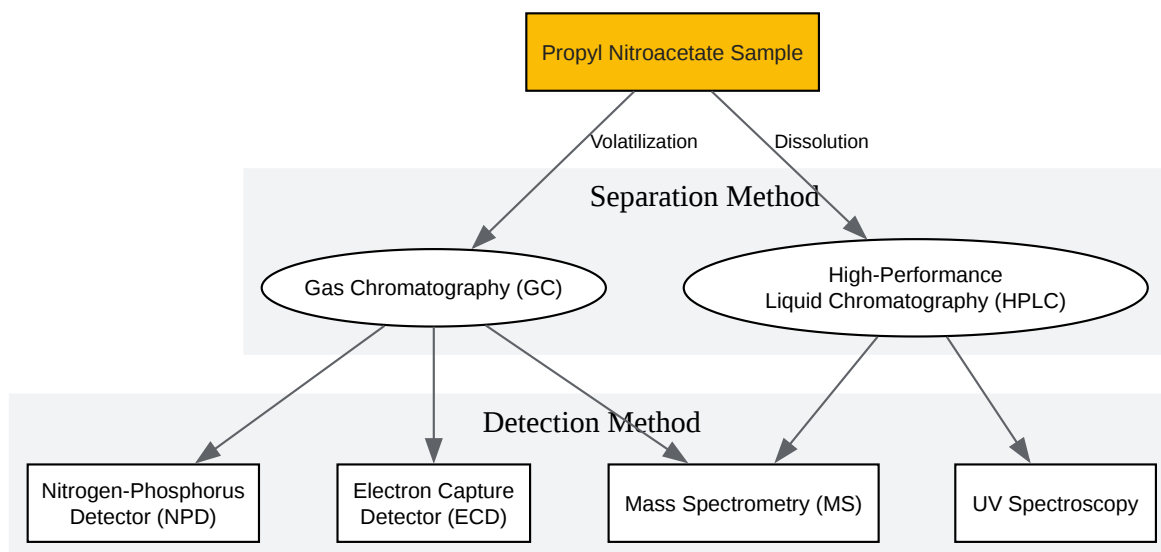 Propyl Nitroacetate Sample
Volatilization
Dissolution
Separation Method
Gas Chromatography (GC)
High-Performance
Liquid Chromatography (HPLC)
Detection Method
Nitrogen-Phosphorus
Detector (NPD)
Electron Capture
Detector (ECD)
Mass Spectrometry (MS)
UV Spectroscopy